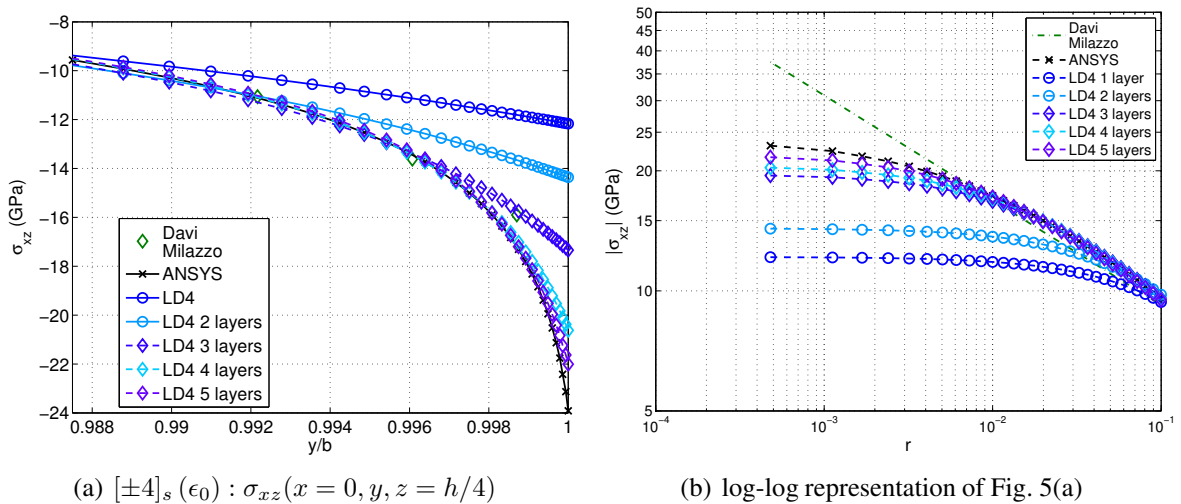 −8
−10
−12
−14
−16
−18
−20
−22
−24
σxz (GPa)
0.988 0.99 0.992 0.994 0.996 0.998 1
y/b
Davi
Milazzo
ANSYS
LD4
LD4 2 layers
LD4 3 layers
LD4 4 layers
LD4 5 layers
(a) [±4]s (ϵ0) : σxz(x = 0, y, z = h/4)
50
45
40
35
30
25
20
15
10
5
|σxz| (GPa)
10−4 10−3 10−2 10−1
r
Davi
Milazzo
ANSYS
LD4 1 layer
LD4 2 layers
LD4 3 layers
LD4 4 layers
LD4 5 layers
(b) log-log representation of Fig. 5(a)